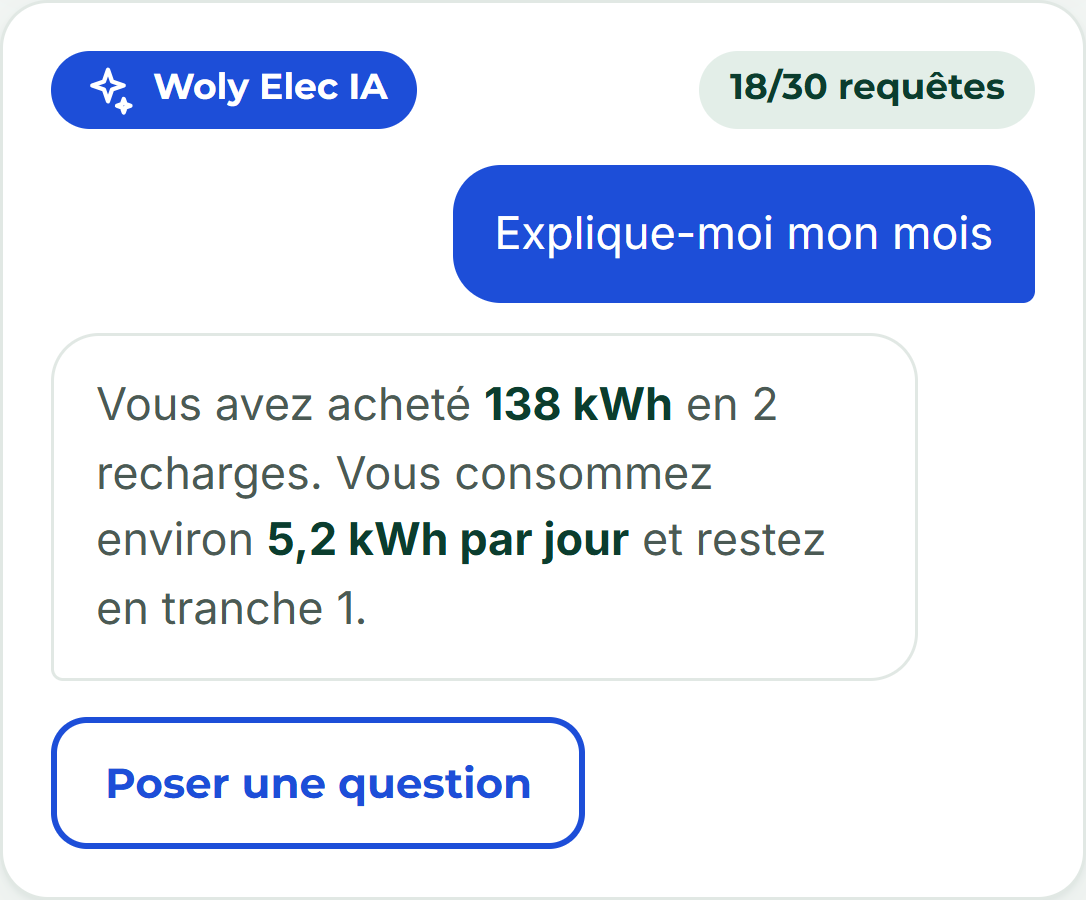 Woly Elec IA
18/30 requêtes
Explique-moi mon mois
Vous avez acheté 138 kWh en 2
recharges. Vous consommez
environ 5,2 kWh par jour et restez
en tranche 1.
Poser une question